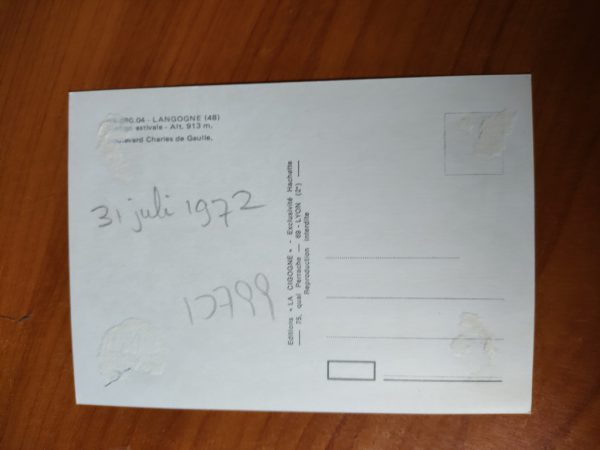 LANGOGNE (48)
estivale - Alt. 913 m.
Boulevard Charles de Gaulle.
31 juli 1972
Editions « LA CIGOGNE » - Exclusivité Hachette
75, quai Perrache — 69 - LYON (2e)
Reproduction interdite